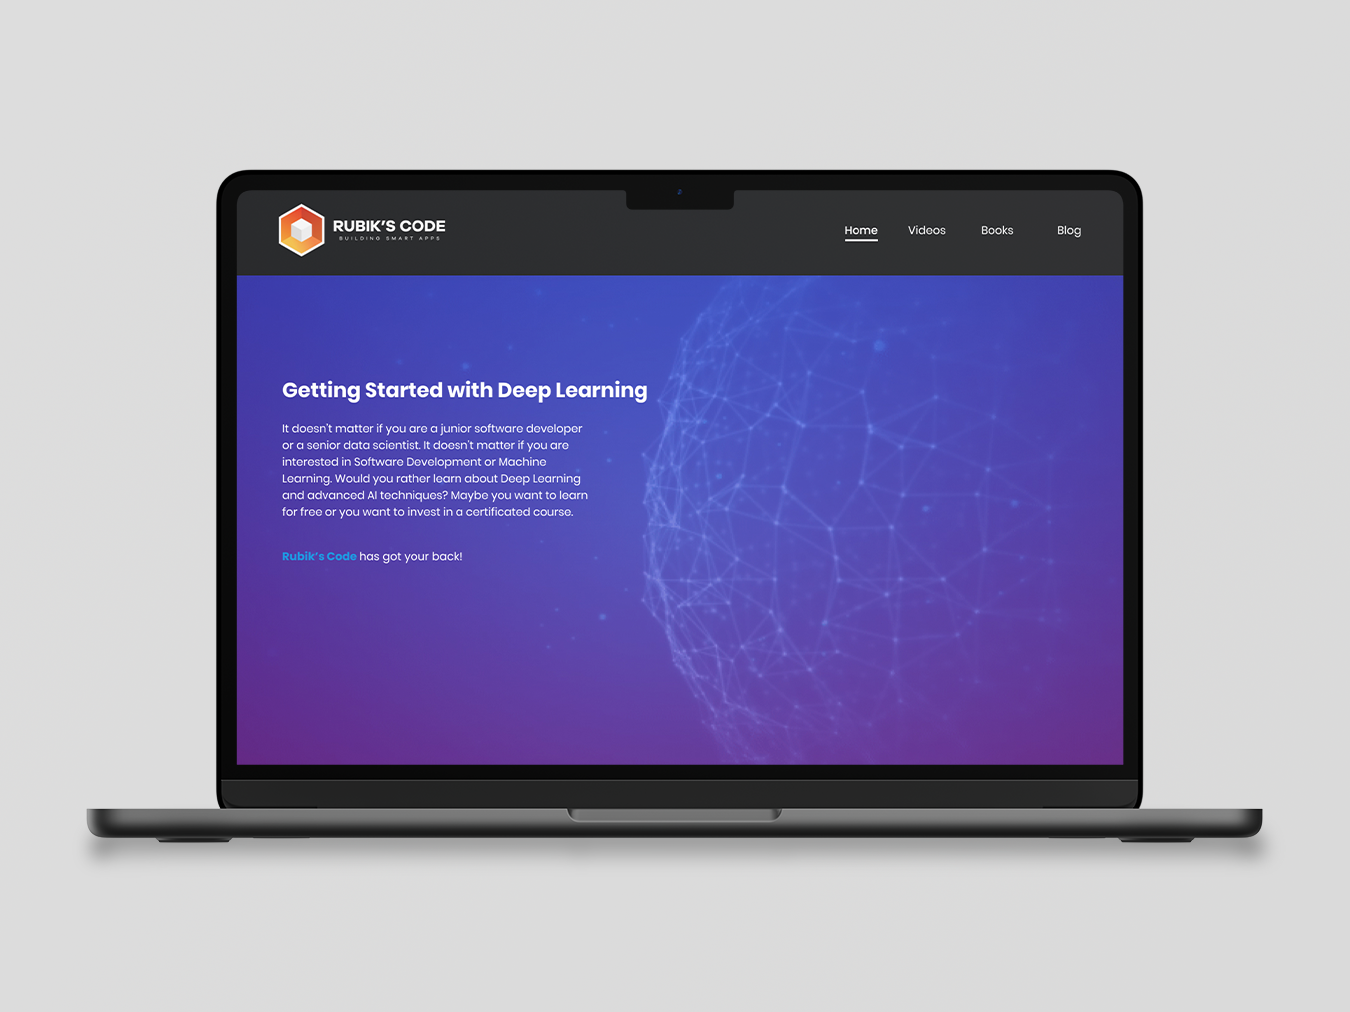 RUBIK'S CODE
BUILDING SMART APPS
Home Videos Books Blog
Getting Started with Deep Learning
It doesn't matter if you are a junior software developer
or a senior data scientist. It doesn't matter if you are
interested in Software Development or Machine
Learning. Would you rather learn about Deep Learning
and advanced AI techniques? Maybe you want to learn
for free or you want to invest in a certificated course.
Rubik's Code has got your back!